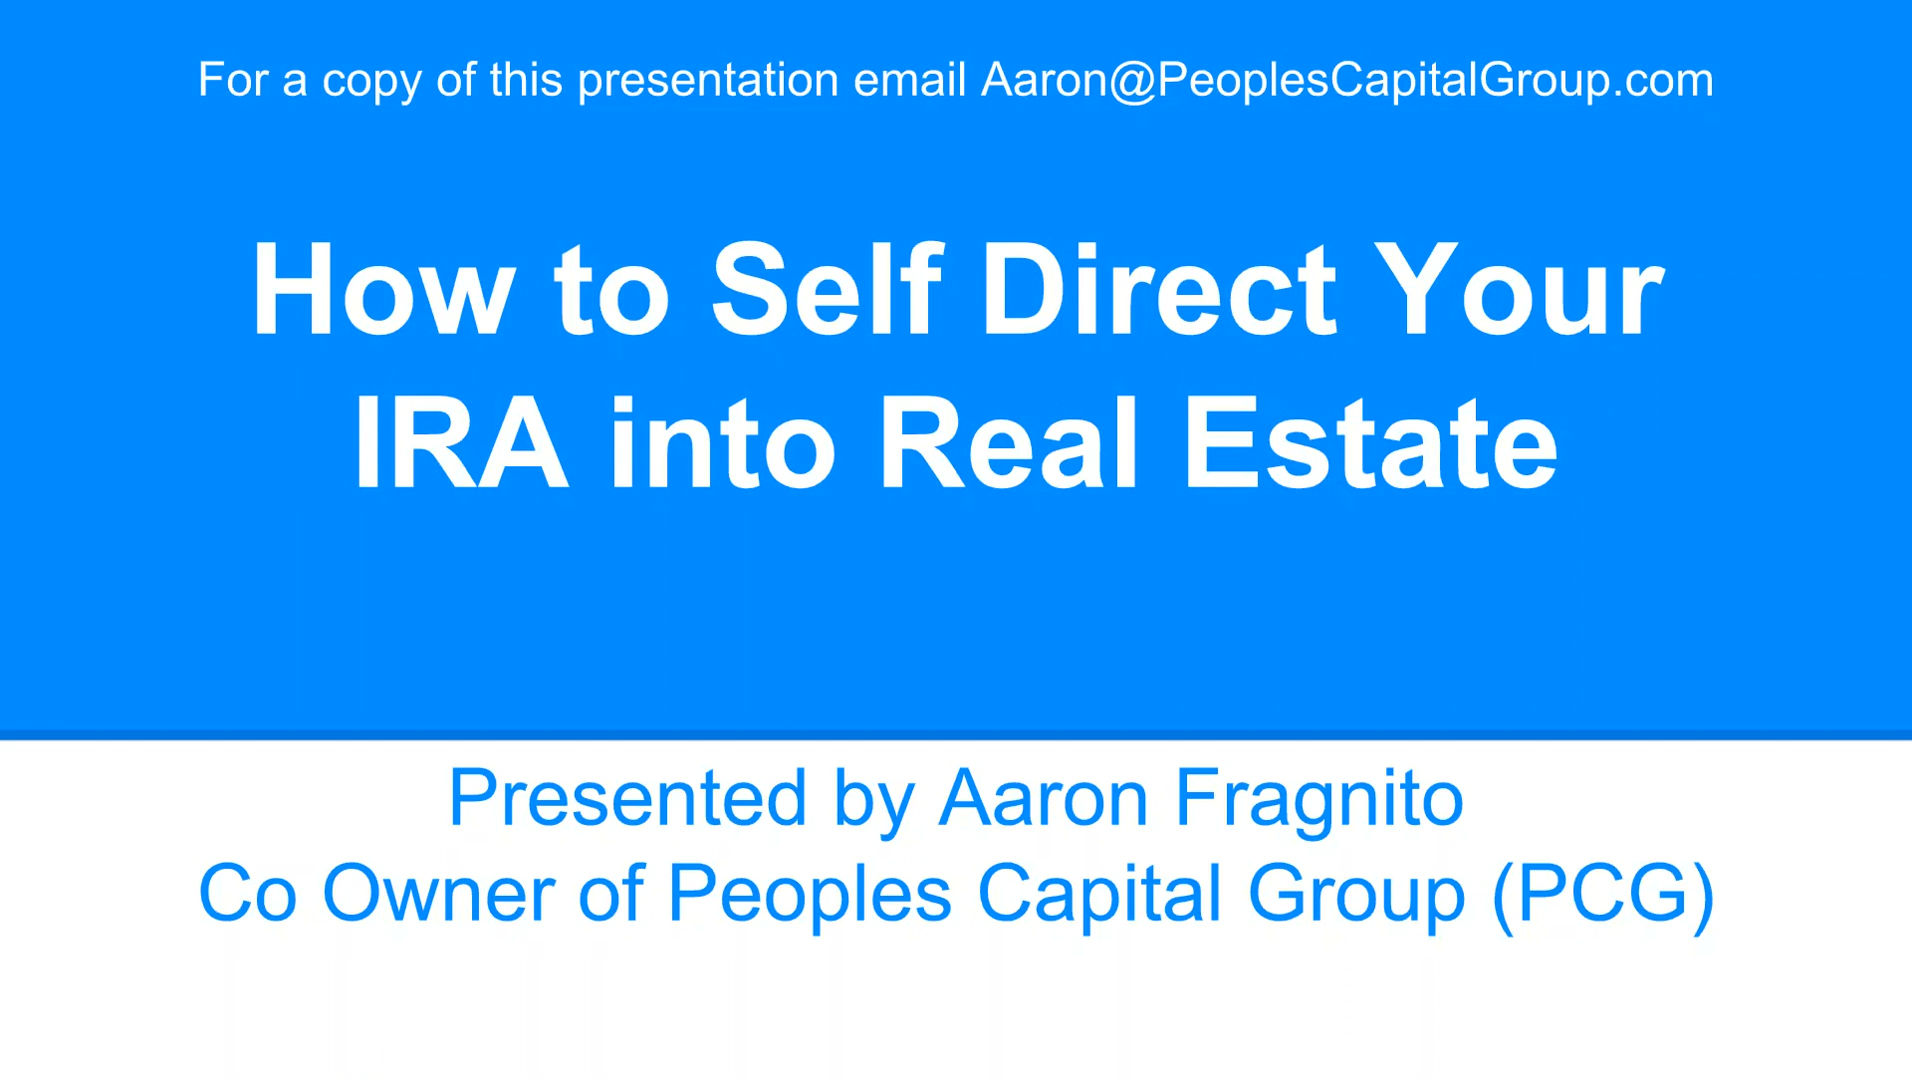 For a copy of this presentation email Aaron@PeoplesCapitalGroup.com
How to Self Direct Your
IRA into Real Estate
Presented by Aaron Fragnito
Co Owner of Peoples Capital Group (PCG)